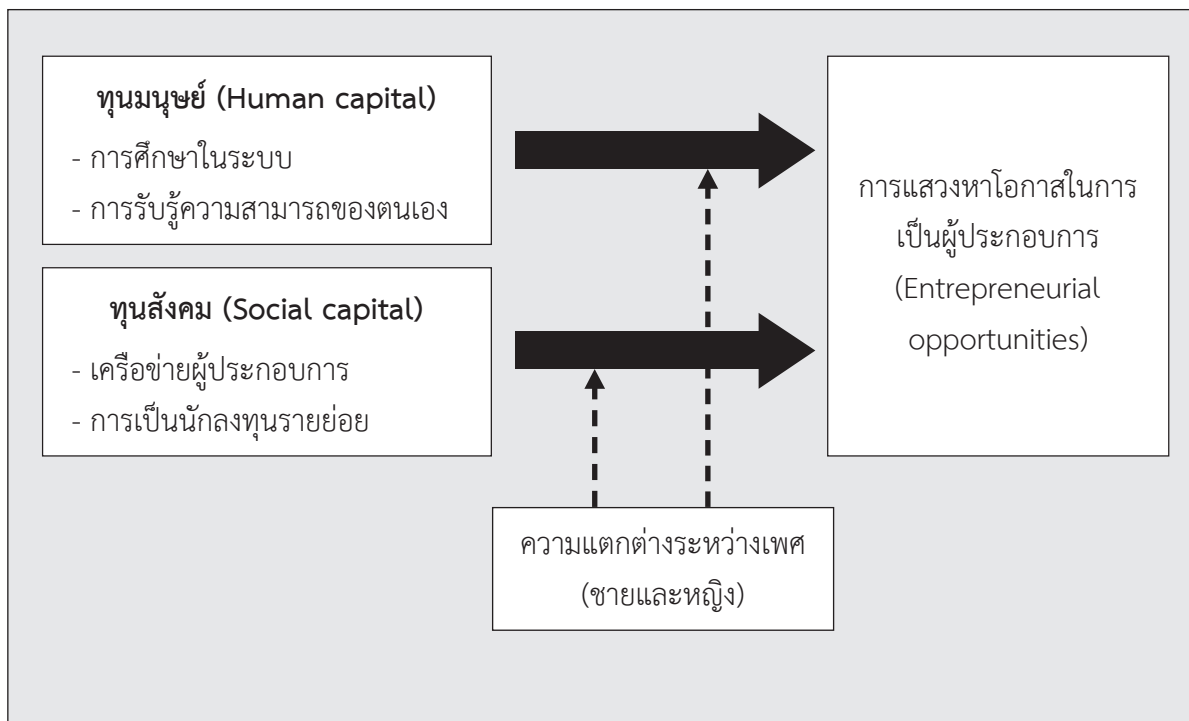 ทุนมนุษย์ (Human capital)
- การศึกษาในระบบ
- การรับรู้ความสามารถของตนเอง
ทุนสังคม (Social capital)
- เครือข่ายผู้ประกอบการ
- การเป็นนักลงทุนรายย่อย
การแสวงหาโอกาสในการ
เป็นผู้ประกอบการ
(Entrepreneurial
opportunities)
ความแตกต่างระหว่างเพศ
(ชายและหญิง)